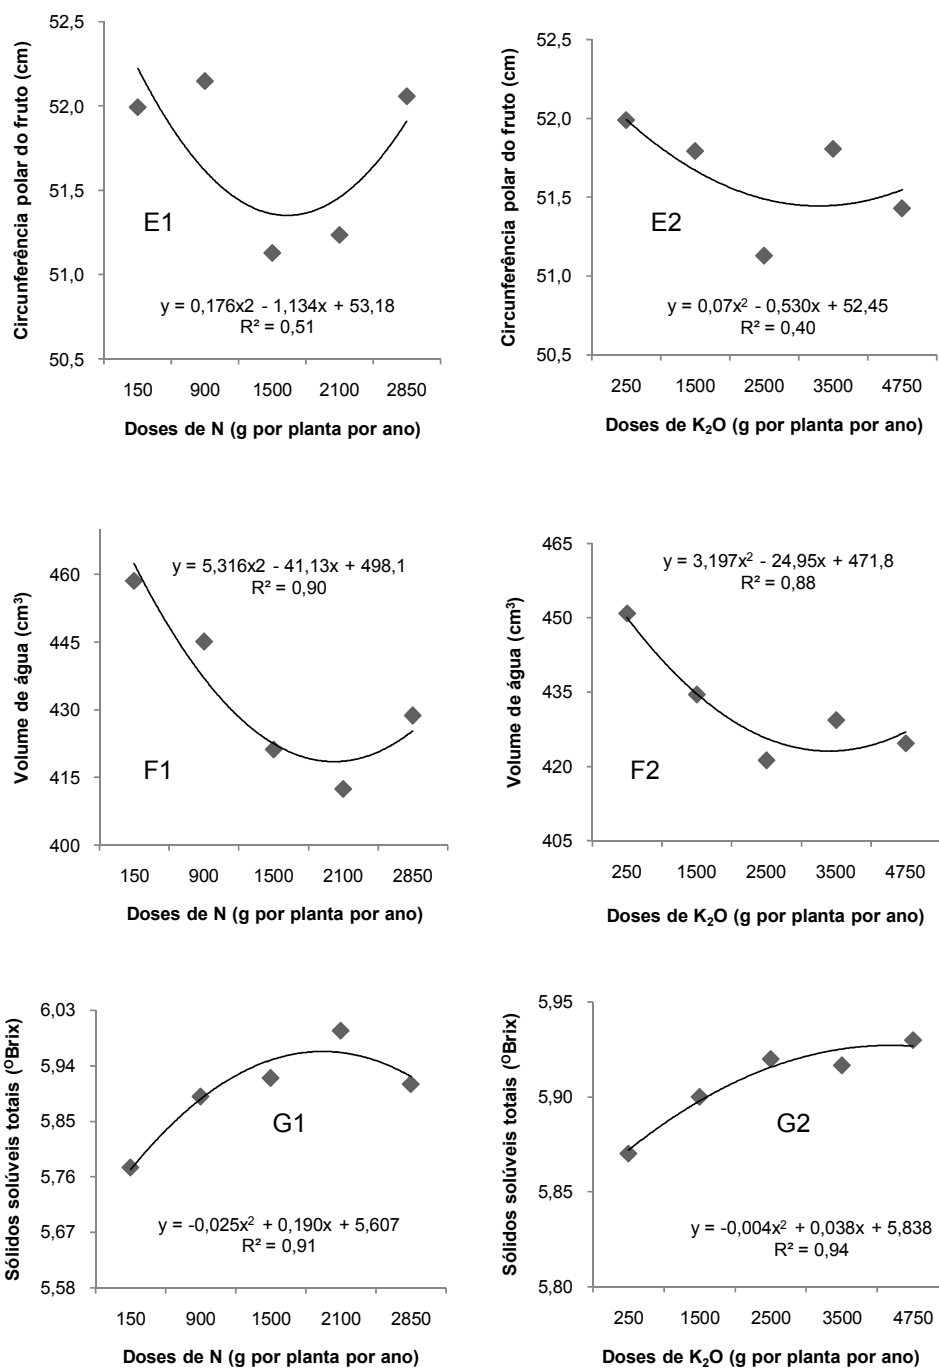 Circunferência polar do fruto (cm)
52,5
52,0
51,5
51,0
50,5
E1
y = 0,176x2 - 1,134x + 53,18
R² = 0,51
150 900 1500 2100 2850
Doses de N (g por planta por ano)
Circunferência polar do fruto (cm)
52,5
52,0
51,5
51,0
50,5
E2
y = 0,07x² - 0,530x + 52,45
R² = 0,40
250 1500 2500 3500 4750
Doses de K₂O (g por planta por ano)
Volume de água (cm³)
460
445
430
415
400
y = 5,316x2 - 41,13x + 498,1
R² = 0,90
F1
150 900 1500 2100 2850
Doses de N (g por planta por ano)
Volume de água (cm³)
465
450
435
420
405
y = 3,197x² - 24,95x + 471,8
R² = 0,88
F2
250 1500 2500 3500 4750
Doses de K₂O (g por planta por ano)
Sólidos solúveis totais (ºBrix)
6,03
5,94
5,85
5,76
5,67
5,58
G1
y = -0,025x² + 0,190x + 5,607
R² = 0,91
150 900 1500 2100 2850
Doses de N (g por planta por ano)
Sólidos solúveis totais (ºBrix)
5,95
5,90
5,85
5,80
G2
y = -0,004x² + 0,038x + 5,838
R² = 0,94
250 1500 2500 3500 4750
Doses de K₂O (g por planta por ano)